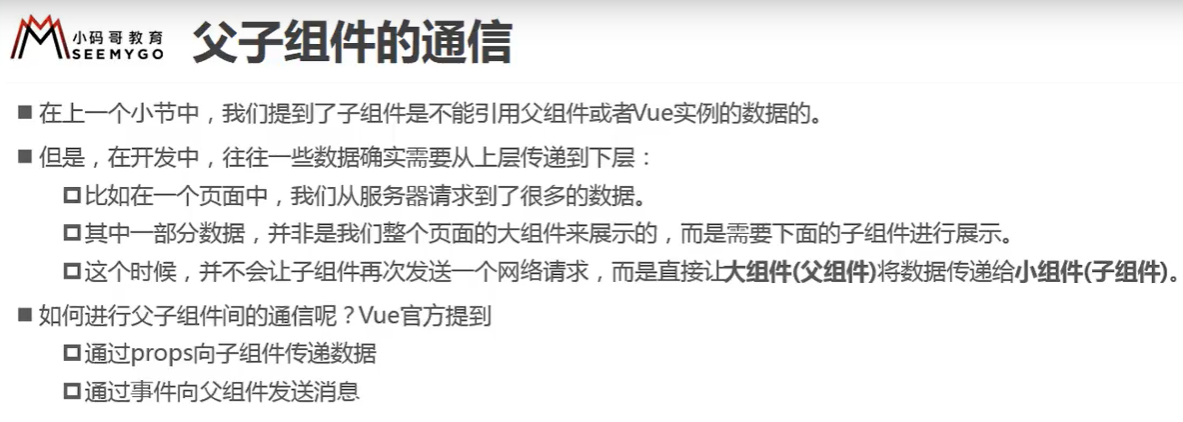 小码哥教育
SEEMYGO
父子组件的通信
在上一个小节中，我们提到了子组件是不能引用父组件或者Vue实例的数据的。
但是，在开发中，往往一些数据确实需要从上层传递到下层：
比如在一个页面中，我们从服务器请求到了很多的数据。
其中一部分数据，并非是我们整个页面的大组件来展示的，而是需要下面的子组件进行展示。
这个时候，并不会让子组件再次发送一个网络请求，而是直接让大组件(父组件)将数据传递给小组件(子组件)。
如何进行父子组件间的通信呢？Vue官方提到
通过props向子组件传递数据
通过事件向父组件发送消息